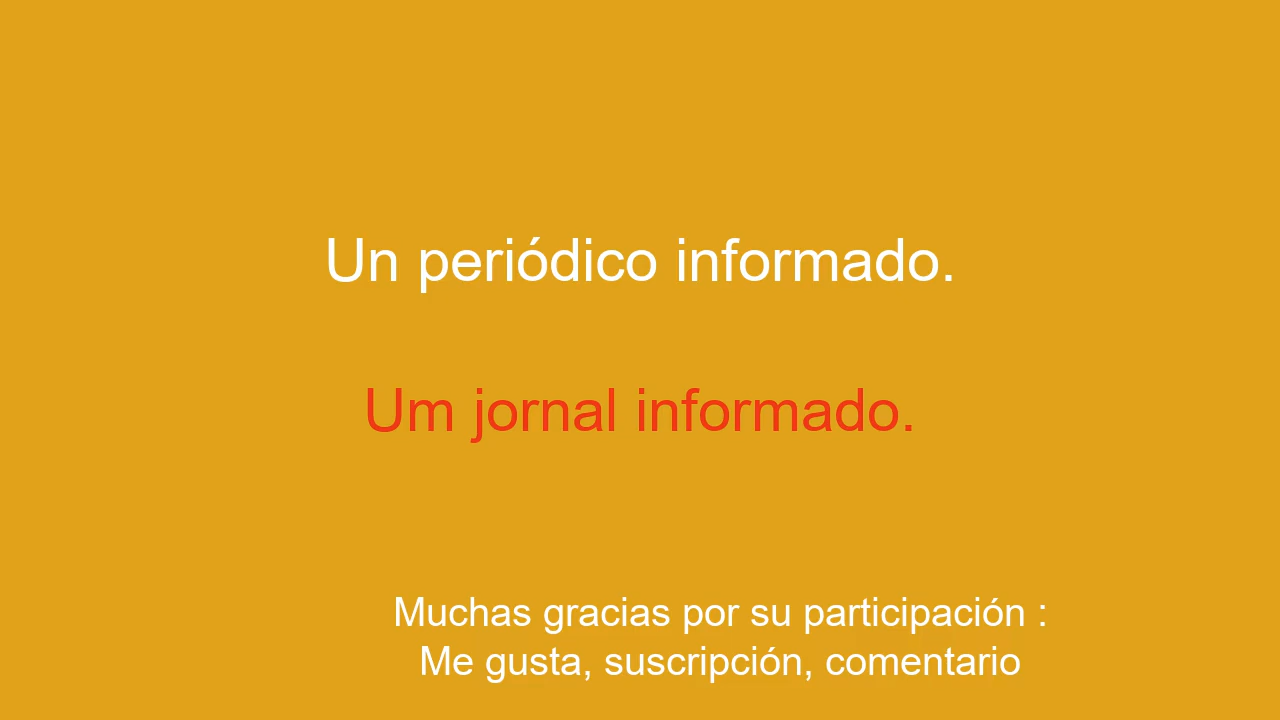 Un periódico informado.
Um jornal informado.
Muchas gracias por su participación :
Me gusta, suscripción, comentario